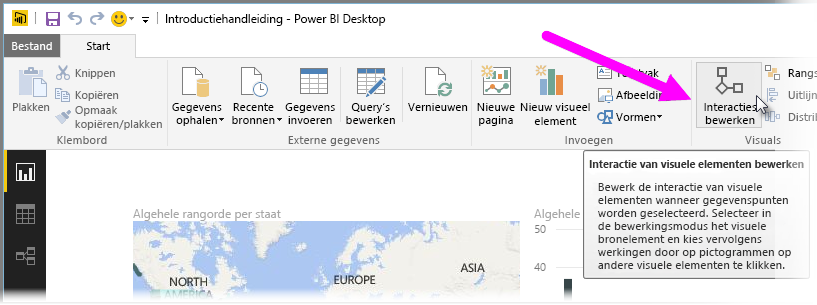 Introductiehandleiding - Power BI Desktop
Bestand
Start
Plakken
Knippen
Kopiëren
Opmaak
kopiëren/plakken
Klembord
Gegevens
ophalen
Recente
bronnen
Gegevens
invoeren
Query's
bewerken
Vernieuwen
Externe gegevens
Nieuwe
pagina
Nieuw visueel
element
Tekstvak
Afbeelding
Vormen
Invoegen
Interacties
bewerken
Rangs
Uitlijn
Distri
Visuals
Interactie van visuele elementen bewerken
Bewerk de interactie van visuele
elementen wanneer gegevenspunten
worden geselecteerd. Selecteer in
de bewerkingsmodus het visuele
bronelement en kies vervolgens
werkingen door op pictogrammen op
andere visuele elementen te klikken.
Algehele rangorde per staat
NORTH
AMERICA
EUROPE
ASIA
Algehele
50
40